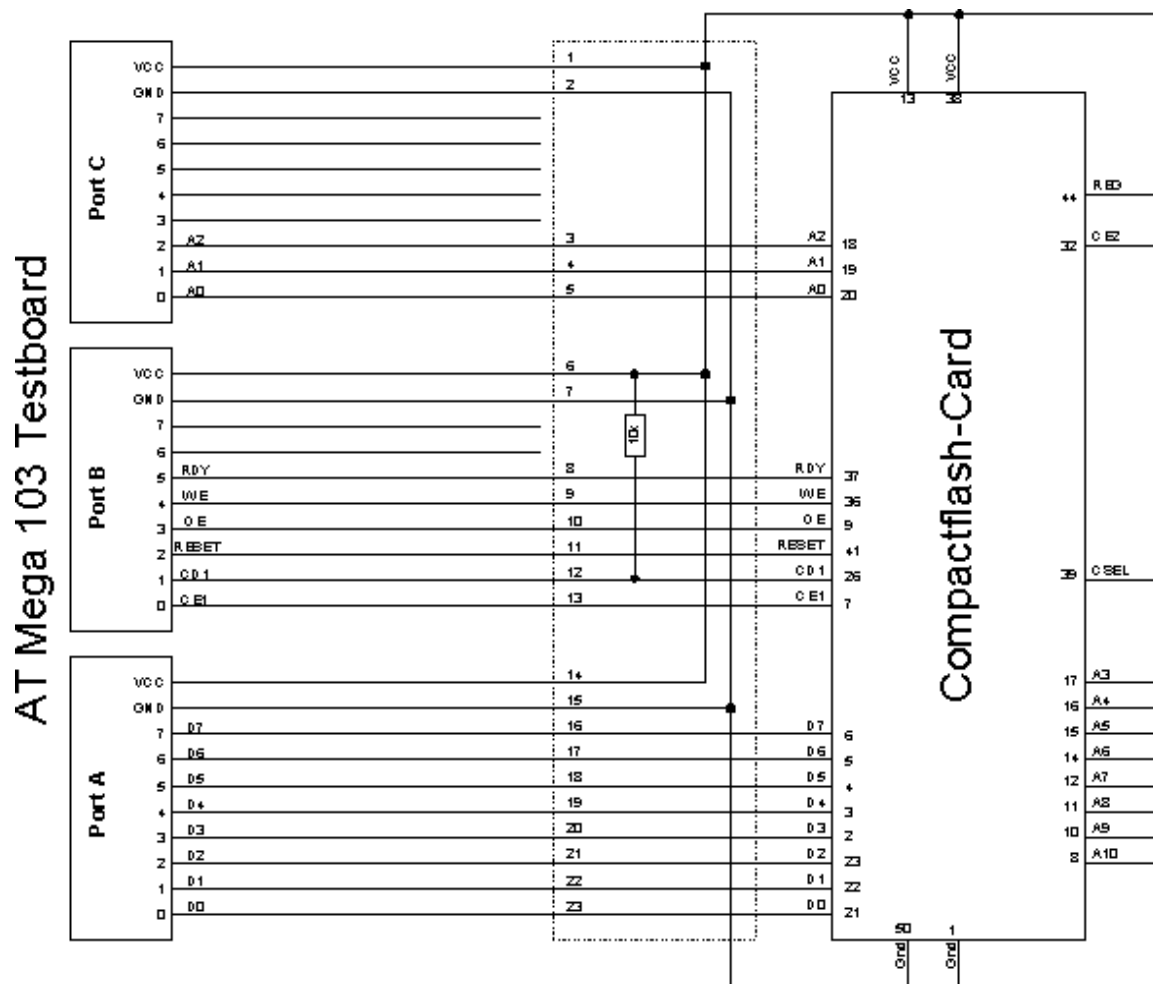 AT Mega 103 Testboard
Port C
VCC
GND
7
6
5
4
3
2 A2
1 A1
0 A0
1
2
3
4
5
A2 18
A1 19
A0 20
Port B
VCC
GND
7
6
5 RDY
4 WE
3 OE
2 RESET
1 CD1
0 CE1
6
7
10k
8
9
10
11
12
13
RDY 37
WE 36
OE 9
RESET 41
CD1 26
CE1 7
Port A
VCC
GND
7 D7
6 D6
5 D5
4 D4
3 D3
2 D2
1 D1
0 D0
14
15
16
17
18
19
20
21
22
23
D7 6
D6 5
D5 4
D4 3
D3 2
D2 23
D1 22
D0 21
Compactflash-Card
VCC VCC
13 38
44 REG
32 CE2
39 CSEL
17 A3
16 A4
15 A5
14 A6
12 A7
11 A8
10 A9
8 A10
50 1
Gnd Gnd